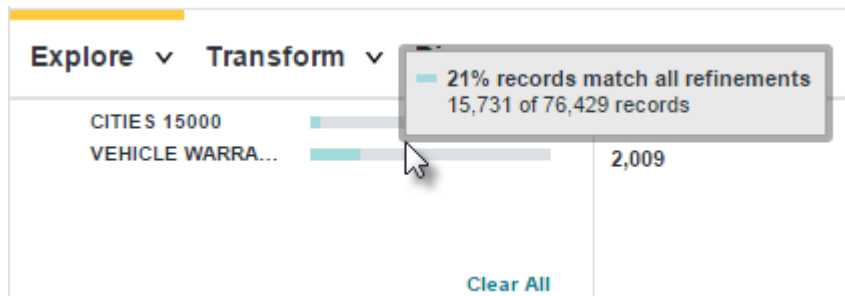 Explore Transform
21% records match all refinements
15,731 of 76,429 records
CITIES 15000
VEHICLE WARRA...
2,009
Clear All